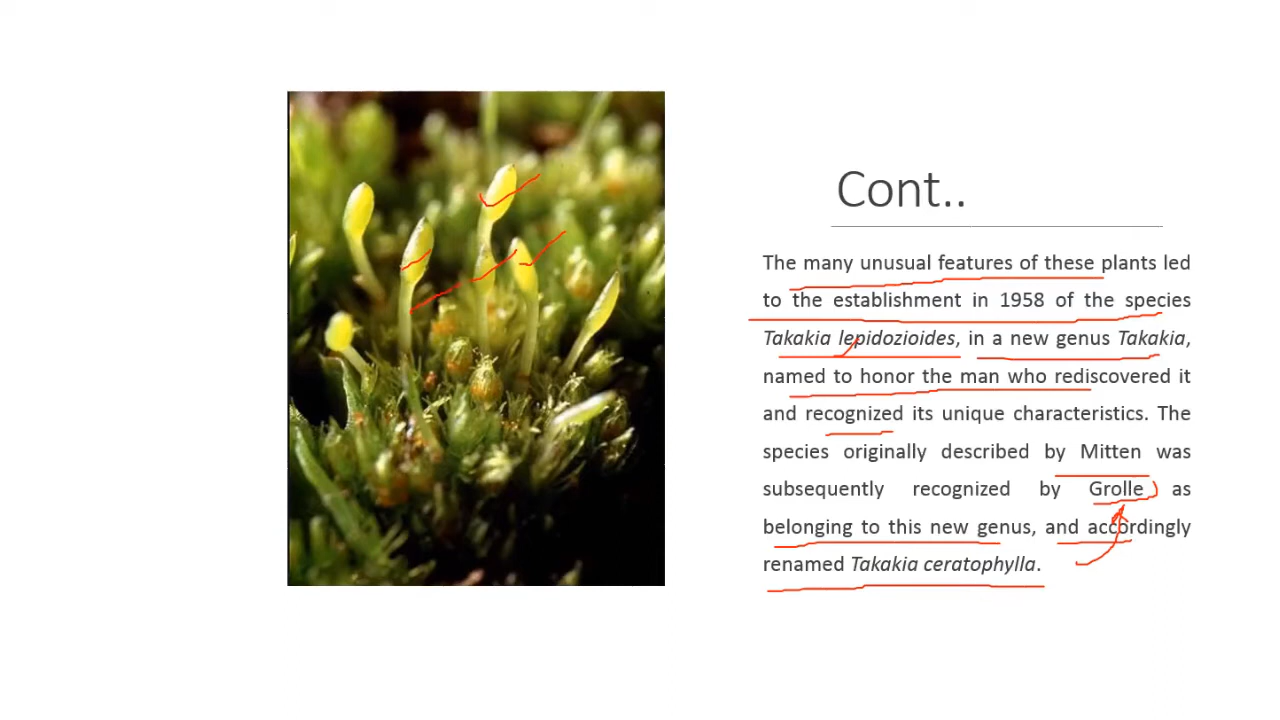 Cont..
The many unusual features of these plants led
to the establishment in 1958 of the species
Takakia lepidozioides, in a new genus Takakia,
named to honor the man who rediscovered it
and recognized its unique characteristics. The
species originally described by Mitten was
subsequently recognized by Grolle as
belonging to this new genus, and accordingly
renamed Takakia ceratophylla.